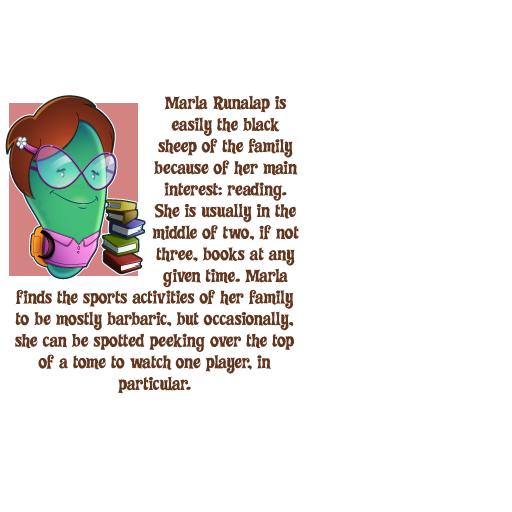 Marla Runalap is
easily the black
sheep of the family
because of her main
interest: reading.
She is usually in the
middle of two, if not
three, books at any
given time. Marla
finds the sports activities of her family
to be mostly barbaric, but occasionally,
she can be spotted peeking over the top
of a tome to watch one player, in
particular.